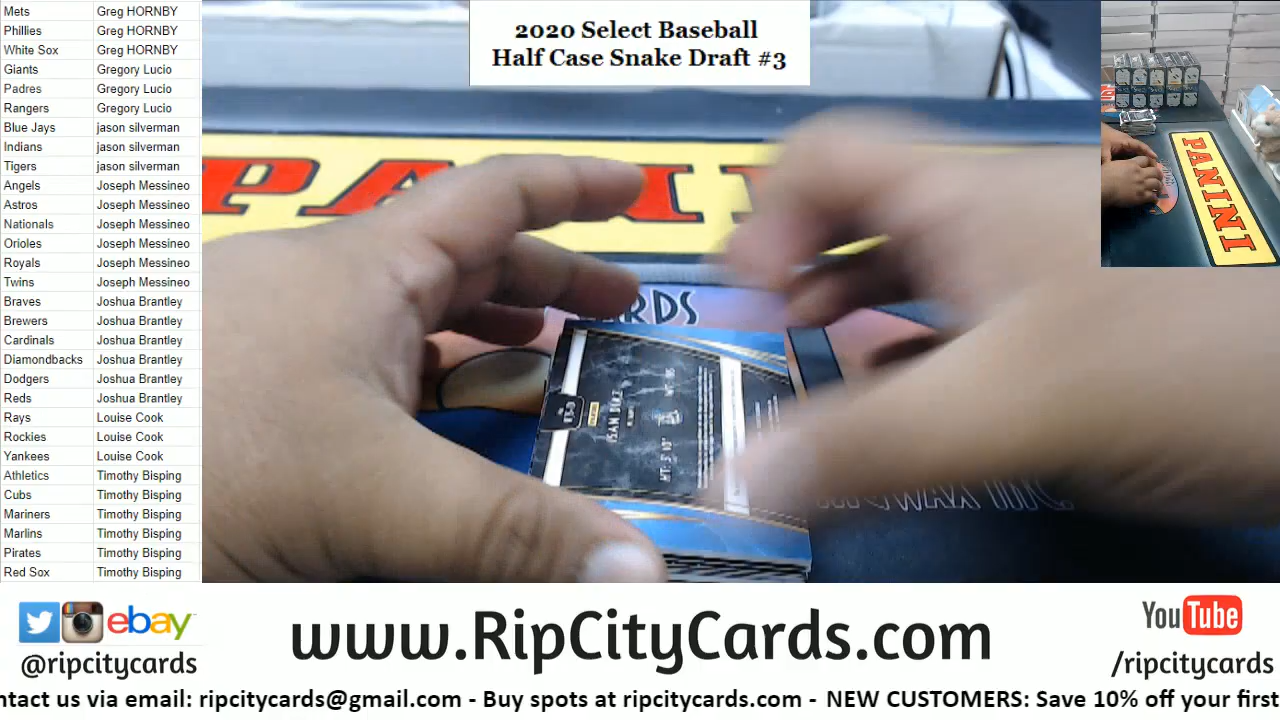 2020 Select Baseball
Half Case Snake Draft #3
Mets Greg HORNBY
Phillies Greg HORNBY
White Sox Greg HORNBY
Giants Gregory Lucio
Padres Gregory Lucio
Rangers Gregory Lucio
Blue Jays jason silverman
Indians jason silverman
Tigers jason silverman
Angels Joseph Messineo
Astros Joseph Messineo
Nationals Joseph Messineo
Orioles Joseph Messineo
Royals Joseph Messineo
Twins Joseph Messineo
Braves Joshua Brantley
Brewers Joshua Brantley
Cardinals Joshua Brantley
Diamondbacks Joshua Brantley
Dodgers Joshua Brantley
Reds Joshua Brantley
Rays Louise Cook
Rockies Louise Cook
Yankees Louise Cook
Athletics Timothy Bisping
Cubs Timothy Bisping
Mariners Timothy Bisping
Marlins Timothy Bisping
Pirates Timothy Bisping
Red Sox Timothy Bisping
PANINI
ISAN DIAZ
ebay
@ripcitycards
www.RipCityCards.com
YouTube
/ripcitycards
ntact us via email: ripcitycards@gmail.com - Buy spots at ripcitycards.com - NEW CUSTOMERS: Save 10% off your first